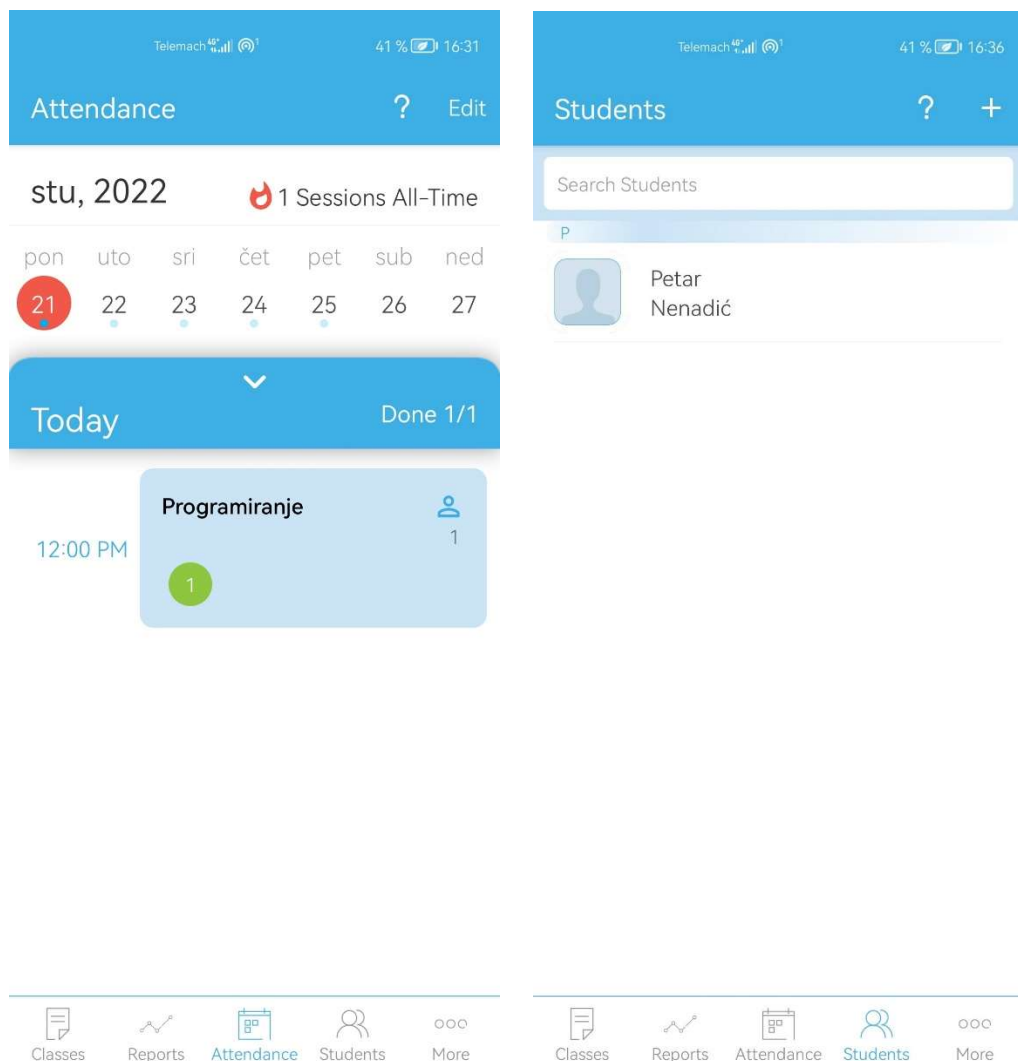 Telemach 1 41 % 16:31
Attendance ? Edit
stu, 2022 1 Sessions All-Time
pon uto sri čet pet sub ned
21 22 23 24 25 26 27
Today Done 1/1
Programiranje
1
12:00 PM
1
Classes Reports Attendance Students More
Telemach 1 41 % 16:36
Students ? +
Search Students
P
Petar
Nenadić
Classes Reports Attendance Students More